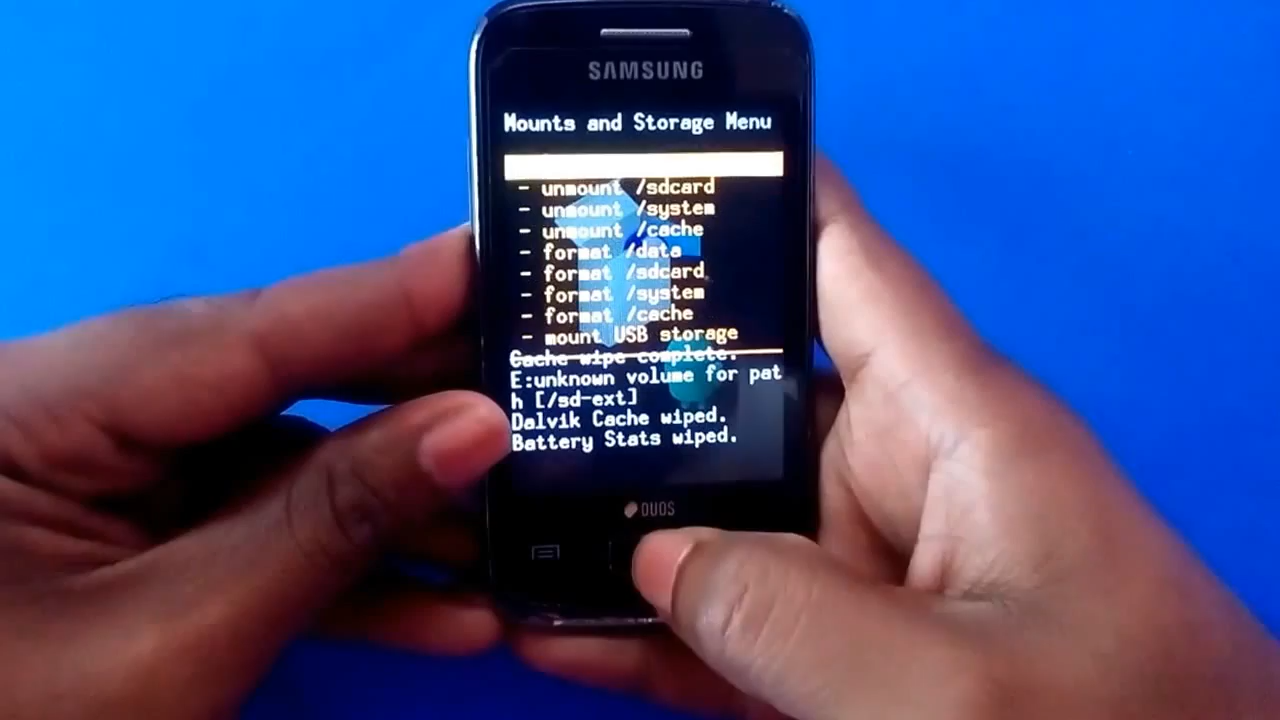 SAMSUNG
Mounts and Storage Menu
- unmount /sdcard
- unmount /system
- unmount /cache
- format /data
- format /sdcard
- format /system
- format /cache
- mount USB storage
Cache wipe complete.
E:unknown volume for pat
h [/sd-ext]
Dalvik Cache wiped.
Battery Stats wiped.
DUOS